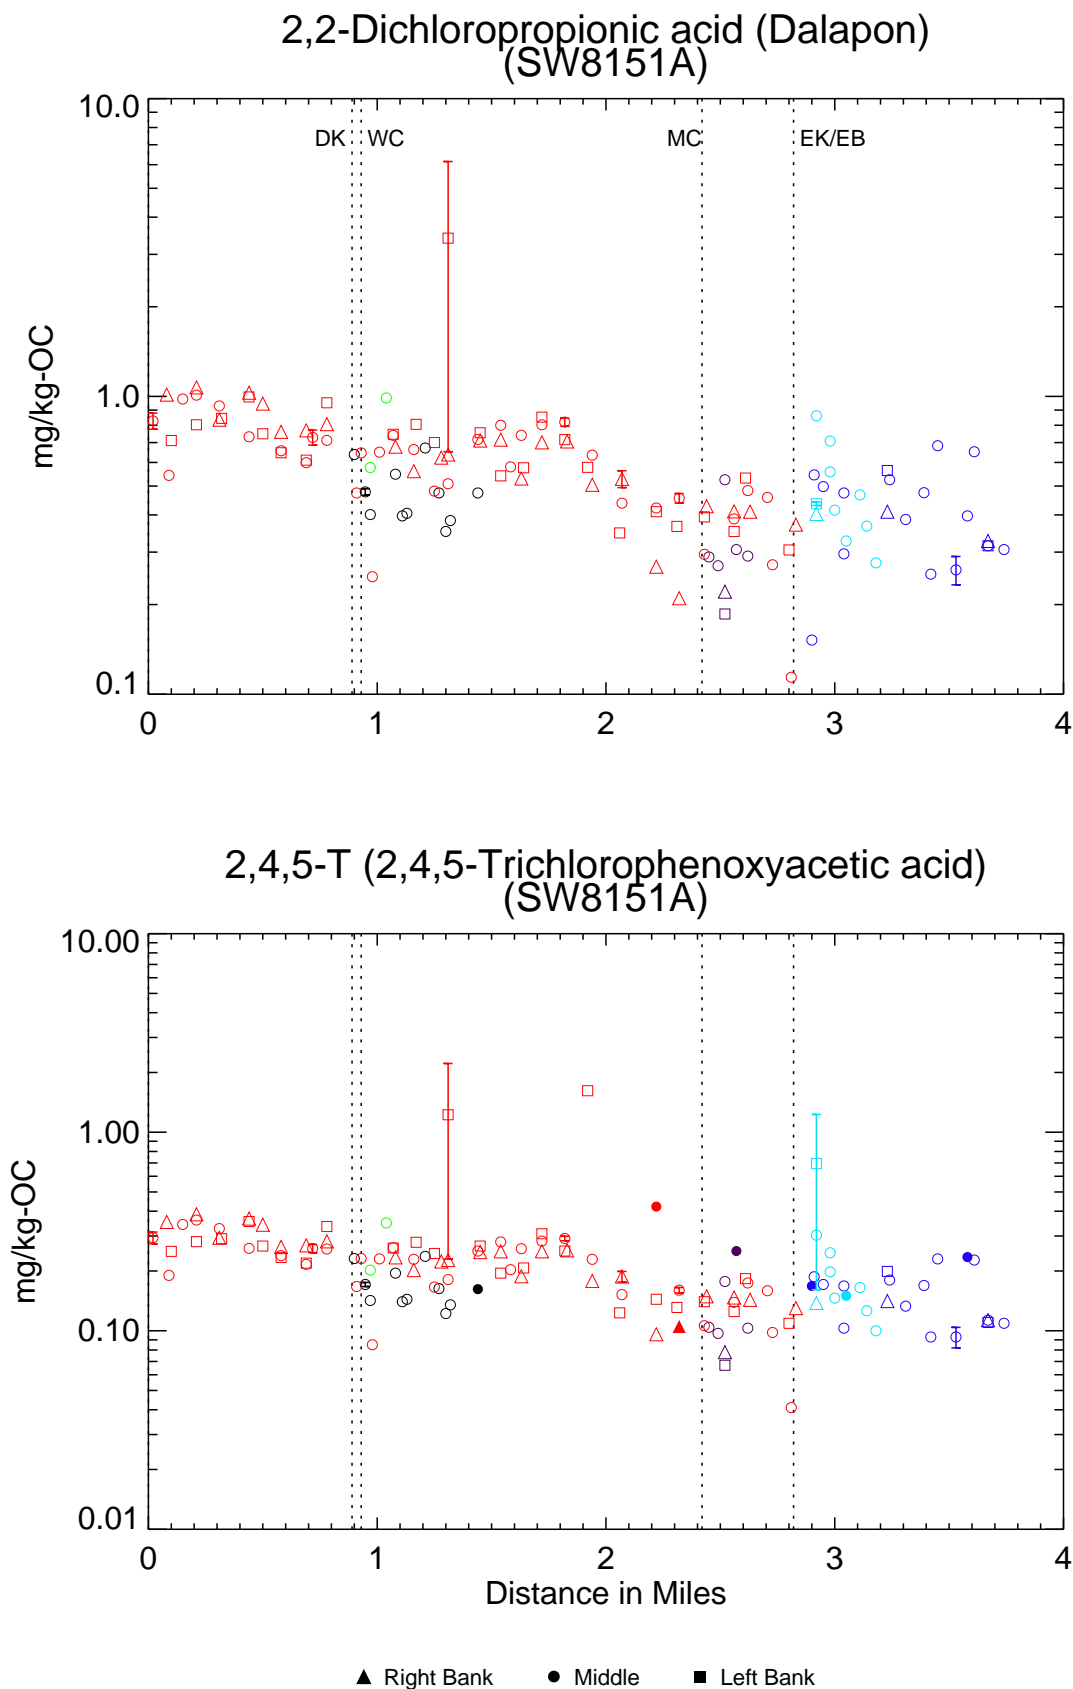 2,2-Dichloropropionic acid (Dalapon)
(SW8151A)
10.0
DK
WC
MC
EK/EB
1.0
mg/kg-OC
0.1
0
1
2
3
4
2,4,5-T (2,4,5-Trichlorophenoxyacetic acid)
(SW8151A)
10.00
1.00
mg/kg-OC
0.10
0.01
0
1
2
3
4
Distance in Miles
Right Bank
Middle
Left Bank